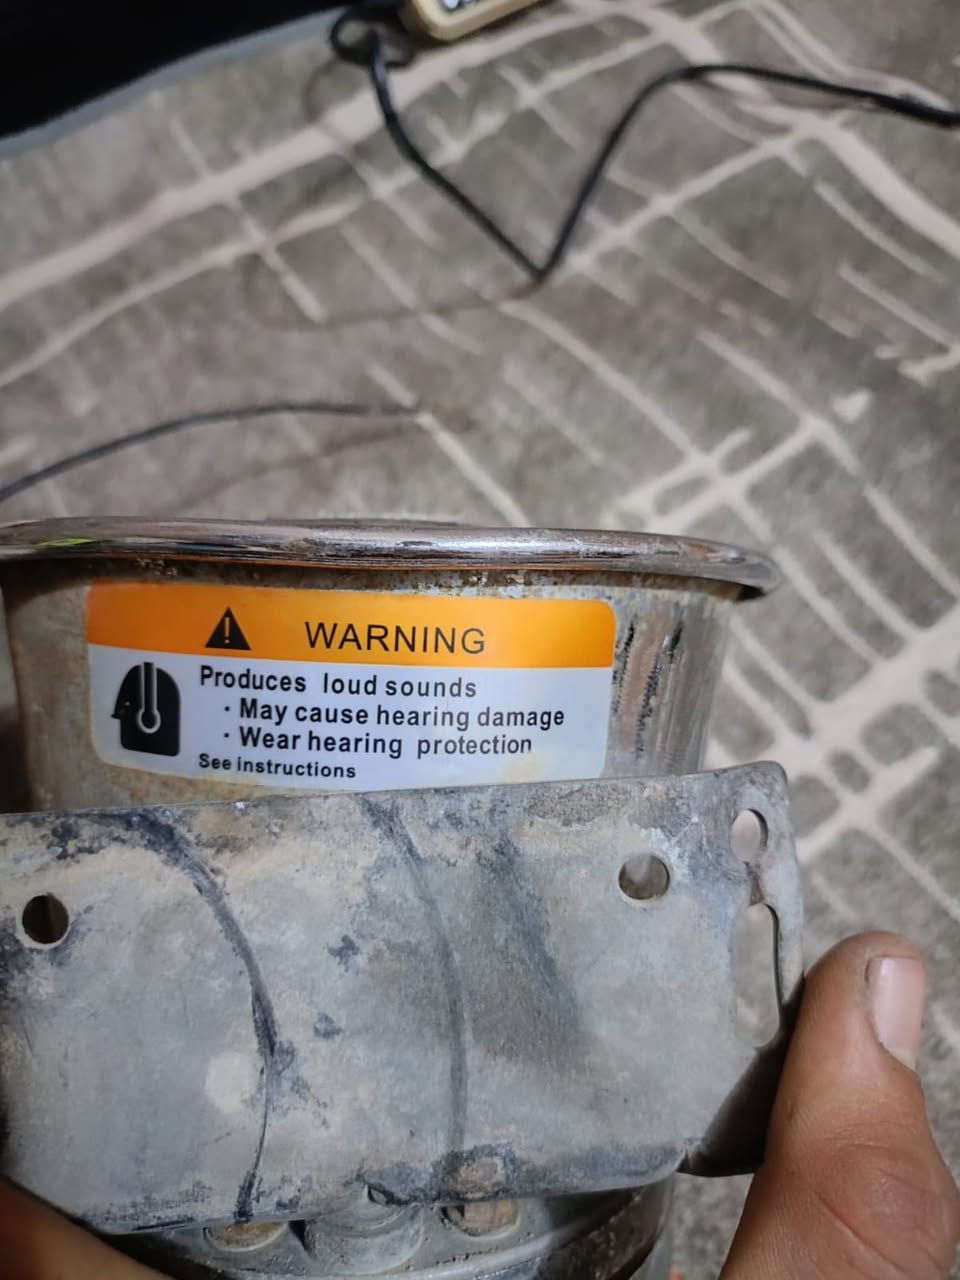 WARNING
Produces loud sounds
· May cause hearing damage
· Wear hearing protection
See instructions